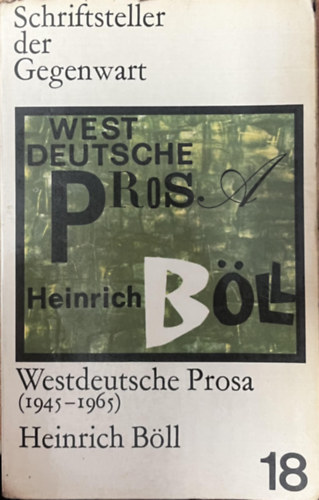 Schriftsteller
der
Gegenwart
WEST
DEUTSCHE
PROSA
Heinrich BÖLL
Westdeutsche Prosa
(1945–1965)
Heinrich Böll
18